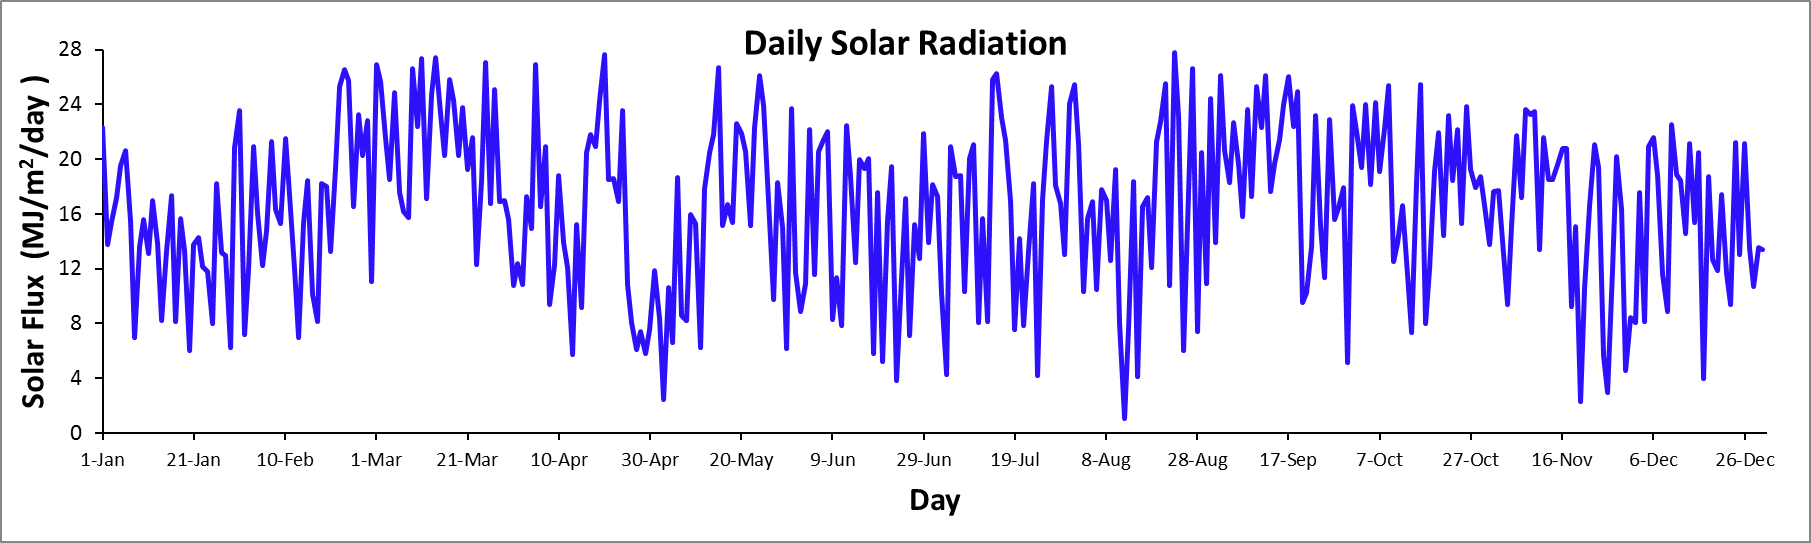 Daily Solar Radiation
Solar Flux (MJ/m²/day )
28
24
20
16
12
8
4
0
1-Jan 21-Jan 10-Feb 1-Mar 21-Mar 10-Apr 30-Apr 20-May 9-Jun 29-Jun 19-Jul 8-Aug 28-Aug 17-Sep 7-Oct 27-Oct 16-Nov 6-Dec 26-Dec
Day